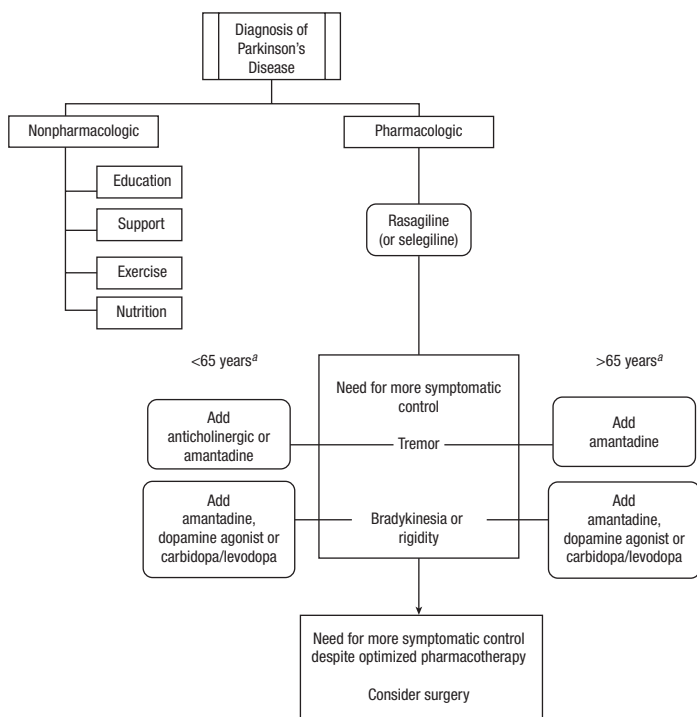 Diagnosis of
Parkinson's
Disease
Nonpharmacologic
Pharmacologic
Education
Support
Exercise
Nutrition
Rasagiline
(or selegiline)
<65 years^a
>65 years^a
Need for more symptomatic
control
Add
anticholinergic or
amantadine
Tremor
Add
amantadine
Add
amantadine,
dopamine agonist or
carbidopa/levodopa
Bradykinesia or
rigidity
Add
amantadine,
dopamine agonist or
carbidopa/levodopa
Need for more symptomatic control
despite optimized pharmacotherapy
Consider surgery